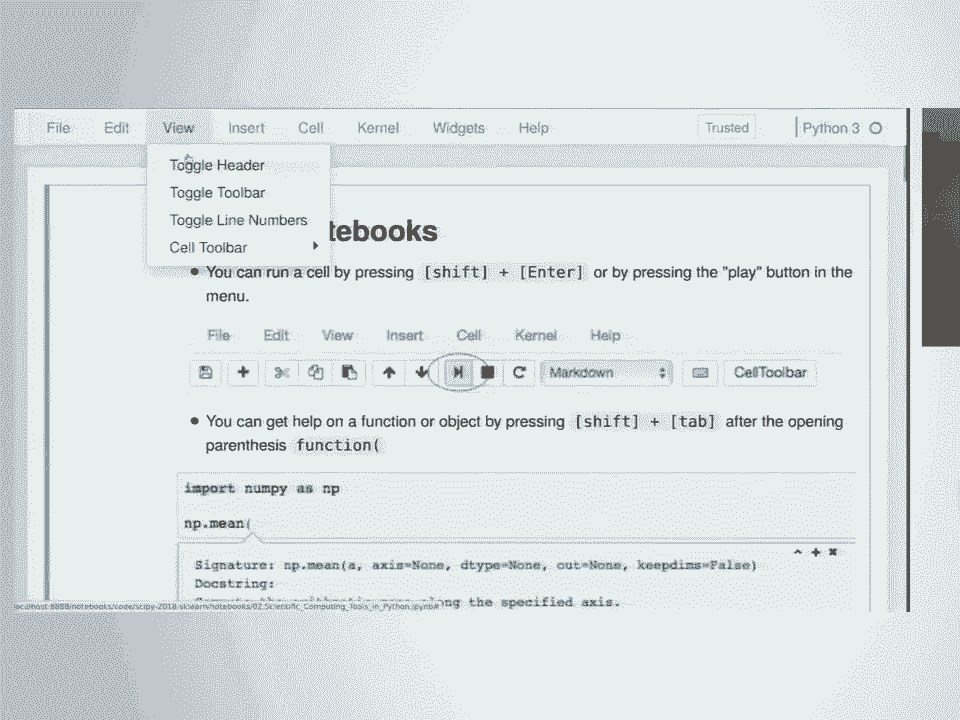 File Edit View Insert Cell Kernel Widgets Help Trusted Python 3
Toggle Header
Toggle Toolbar
Toggle Line Numbers
Cell Toolbar
tebooks
You can run a cell by pressing [shift] + [Enter] or by pressing the "play" button in the
menu.
File Edit View Insert Cell Kernel Help
Markdown CellToolbar
You can get help on a function or object by pressing [shift] + [tab] after the opening
parenthesis function(
import numpy as np
np.mean(
Signature: np.mean(a, axis=None, dtype=None, out=None, keepdims=False)
Docstring:
along the specified axis.
localhost:8888/notebooks/code/scipy-2018-sklearn/notebooks/02.Scientific_Computing_Tools_in_Python.ipynb#